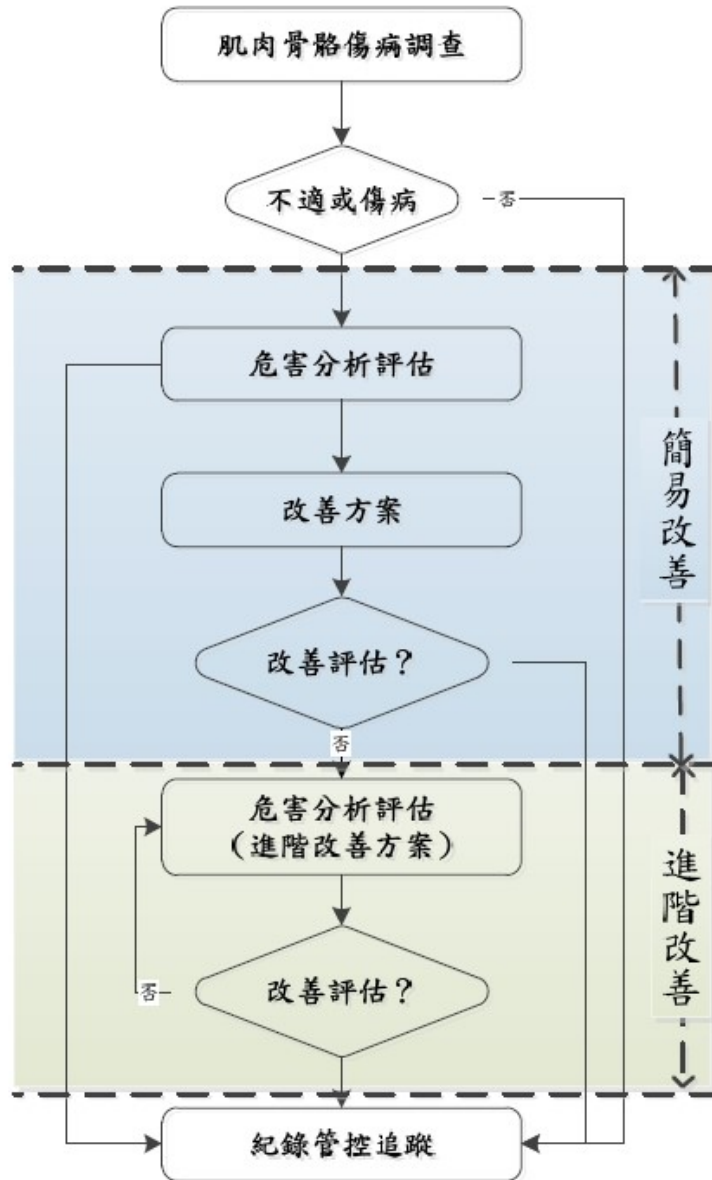 肌肉骨骼傷病調查
不適或傷病
否
危害分析評估
改善方案
簡易改善
改善評估？
否
危害分析評估
（進階改善方案）
進階改善
改善評估？
否
紀錄管控追蹤